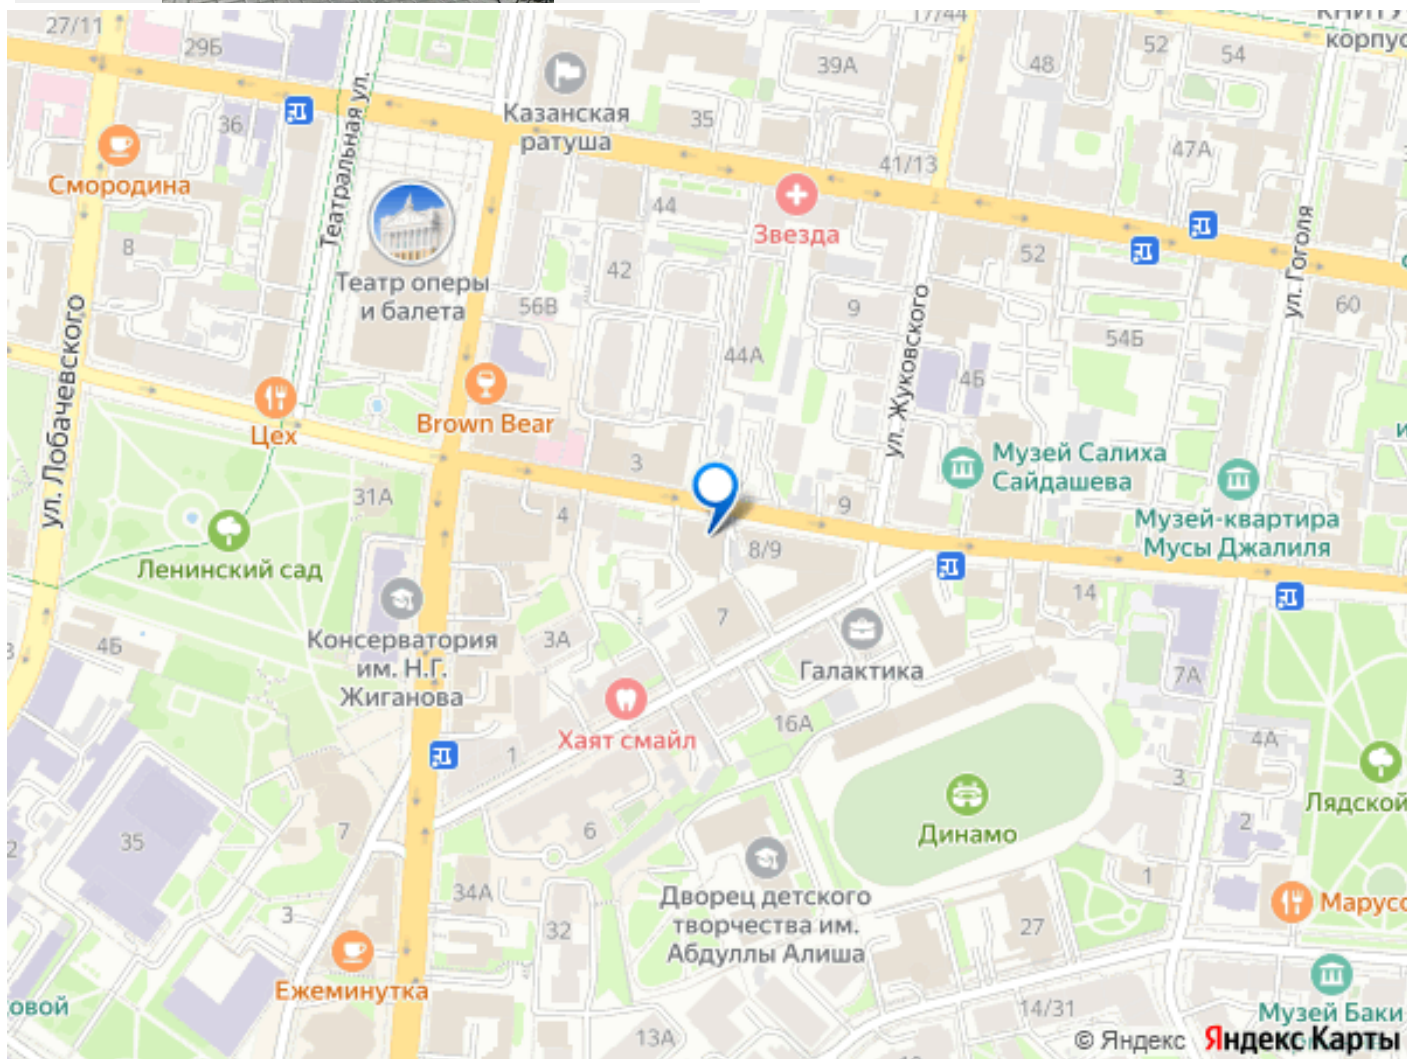 27/11
29Б
17/44
корпус
52
54
48
39А
Казанская
ратуша
35
36
Театральная ул.
41/13
47А
Смородина
44
Звезда
8
52
ул. Гоголя
42
Театр оперы
и балета
56В
9
60
ул. Лобачевского
ул. Жуковского
54Б
44А
4Б
Brown Bear
Цех
3
Музей Салиха
Сайдашева
31А
4
9
Музей-квартира
Мусы Джалиля
8/9
Ленинский сад
14
7
Консерватория
им. Н.Г.
Жиганова
3А
4Б
Галактика
7А
16А
Хаят смайл
1
4А
3
Лядской
Динамо
2
7
6
35
2
1
34А
Дворец детского
творчества им.
Абдуллы Алиша
3
32
27
Ежеминутка
овой
14/31
Музей Баки
13А
© Яндекс
Яндекс Карты